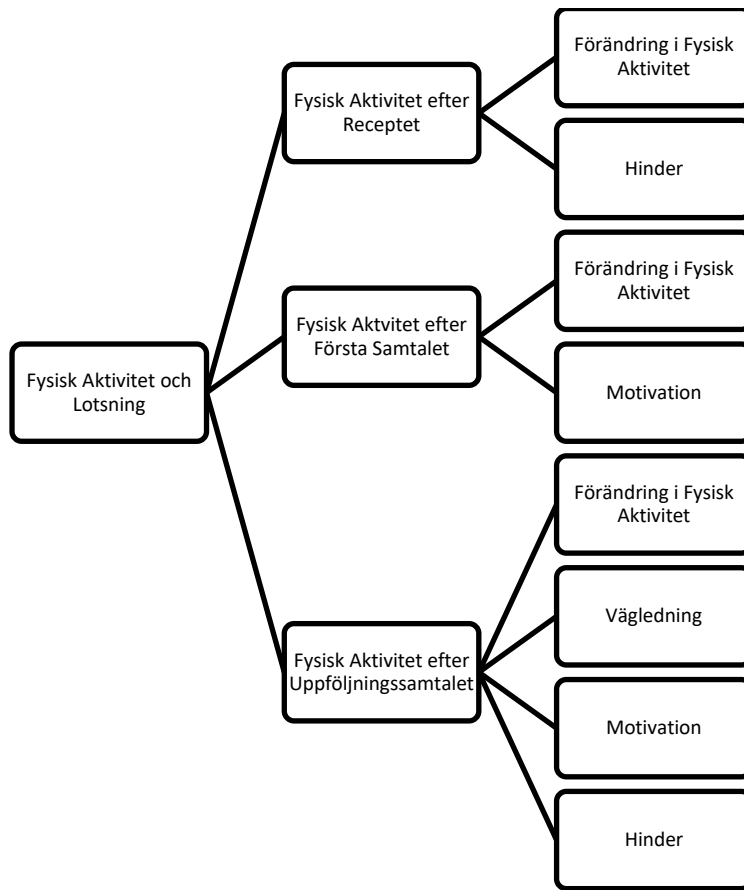 Förändring i Fysisk
Aktivitet
Fysisk Aktivitet efter
Receptet
Hinder
Förändring i Fysisk
Aktivitet
Fysisk Aktvitet efter
Första Samtalet
Motivation
Fysisk Aktivitet och
Lotsning
Förändring i Fysisk
Aktivitet
Vägledning
Fysisk Aktivitet efter
Uppföljningssamtalet
Motivation
Hinder